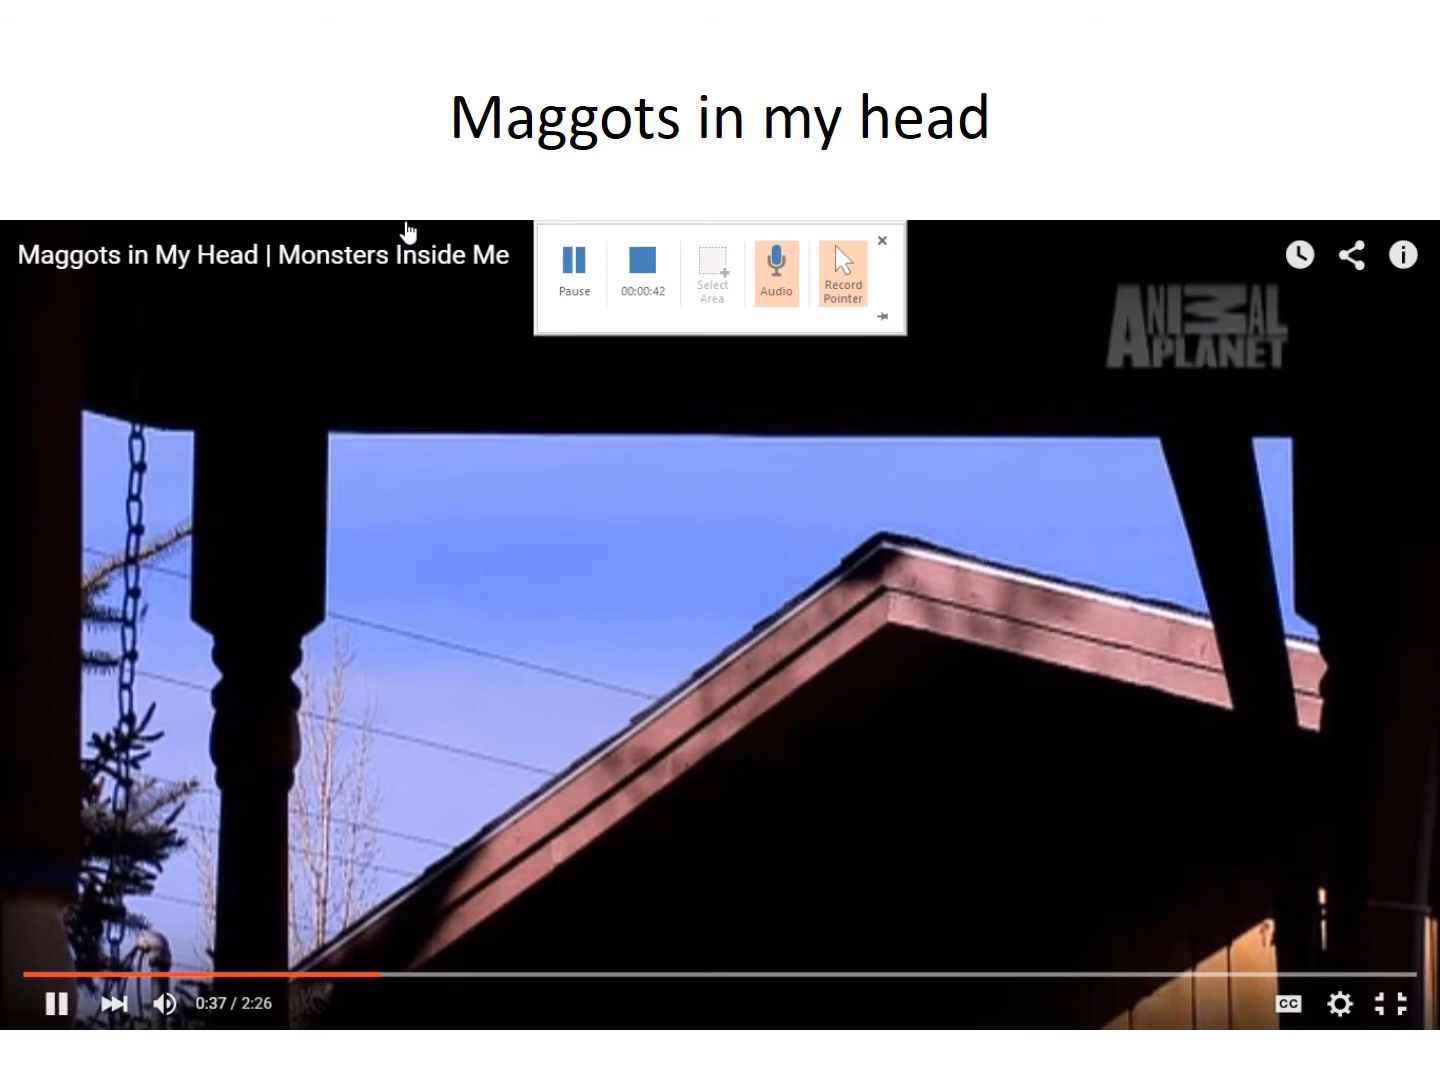 Maggots in my head
Maggots in My Head | Monsters Inside Me
Pause
00:00:42
Select
Area
Audio
Record
Pointer
ANIMAL
PLANET
0:37 / 2:26
CC